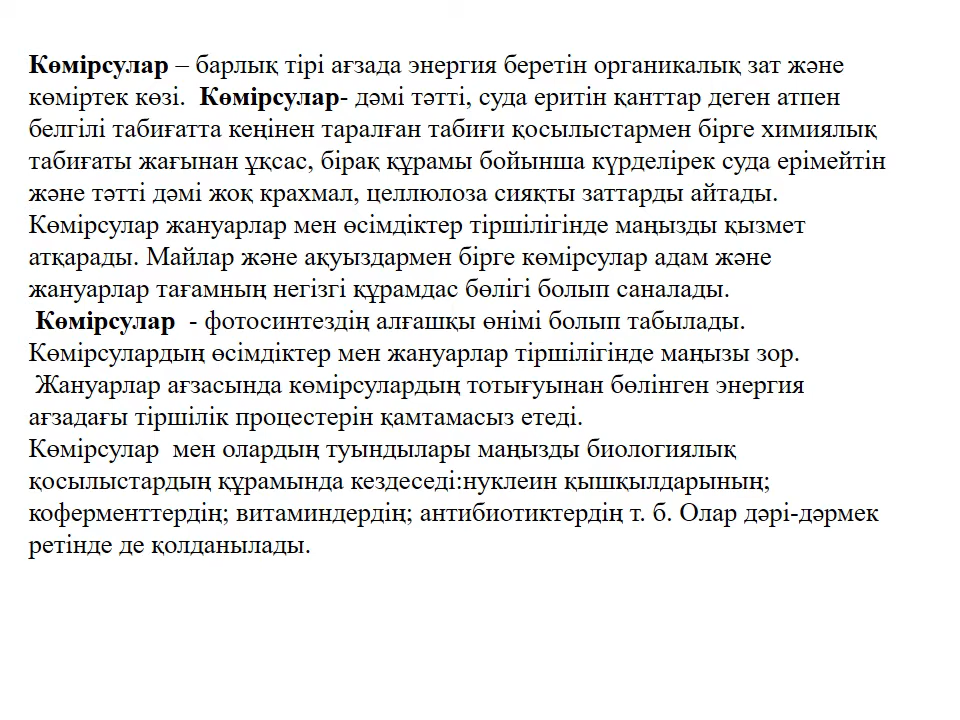 Көмірсулар – барлық тірі ағзада энергия беретін органикалық зат және
көміртек көзі.  Көмірсулар- дәмі тәтті, суда еритін қанттар деген атпен
белгілі табиғатта кеңінен таралған табиғи қосылыстармен бірге химиялық
табиғаты жағынан ұқсас, бірақ құрамы бойынша күрделірек суда ерімейтін
және тәтті дәмі жоқ крахмал, целлюлоза сияқты заттарды айтады.
Көмірсулар жануарлар мен өсімдіктер тіршілігінде маңызды қызмет
атқарады. Майлар және ақуыздармен бірге көмірсулар адам және
жануарлар тағамның негізгі құрамдас бөлігі болып саналады.
Көмірсулар  - фотосинтездің алғашқы өнімі болып табылады.
Көмірсулардың өсімдіктер мен жануарлар тіршілігінде маңызы зор.
Жануарлар ағзасында көмірсулардың тотығуынан бөлінген энергия
ағзадағы тіршілік процестерін қамтамасыз етеді.
Көмірсулар  мен олардың туындылары маңызды биологиялық
қосылыстардың құрамында кездеседі:нуклеин қышқылдарының;
коферменттердің; витаминдердің; антибиотиктердің т. б. Олар дәрі-дәрмек
ретінде де қолданылады.